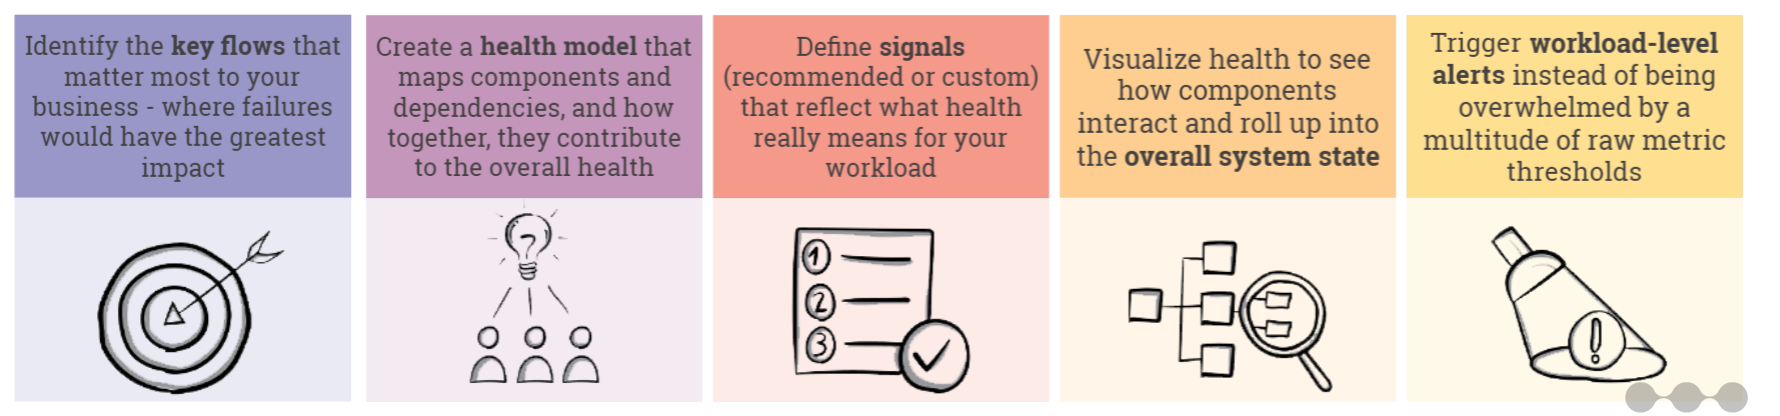 Identify the key flows that
matter most to your
business - where failures
would have the greatest
impact
Create a health model that
maps components and
dependencies, and how
together, they contribute
to the overall health
Define signals
(recommended or custom)
that reflect what health
really means for your
workload
Visualize health to see
how components
interact and roll up into
the overall system state
Trigger workload-level
alerts instead of being
overwhelmed by a
multitude of raw metric
thresholds
?
1
2
3
!